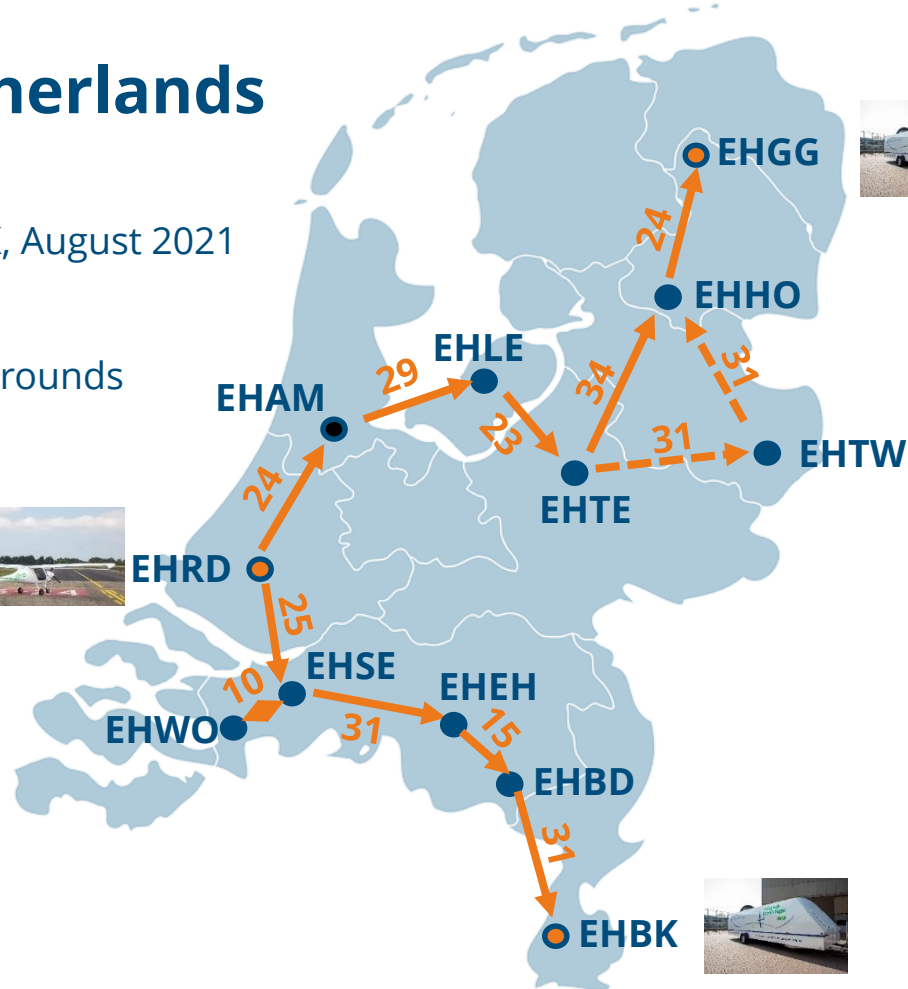 nerlands
, August 2021
rounds
EHGG
24
EHHO
EHLE
29
34
31
EHAM
23
31
EHTW
EHTE
24
EHRD
25
EHSE
10
EHEH
EHWO
31
15
EHBD
31
EHBK